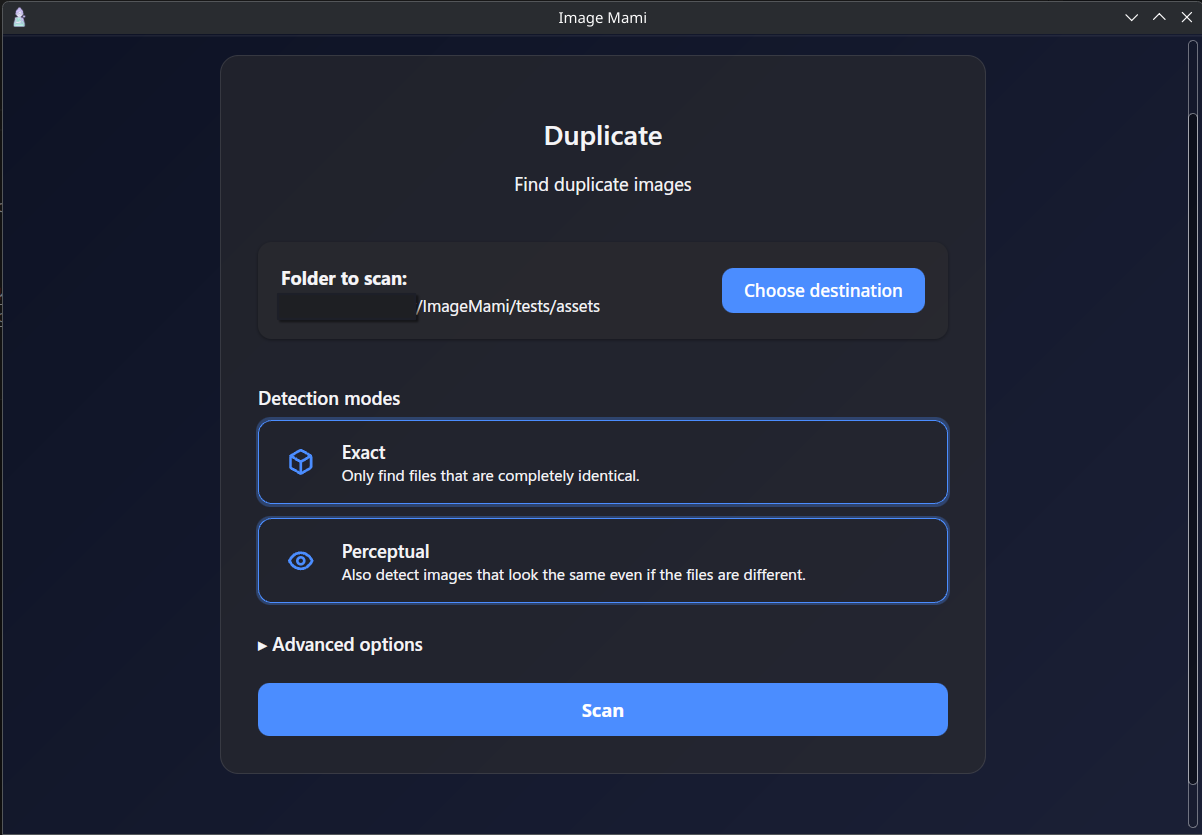 Image Mami
Duplicate
Find duplicate images
Folder to scan:
/ImageMami/tests/assets
Choose destination
Detection modes
Exact
Only find files that are completely identical.
Perceptual
Also detect images that look the same even if the files are different.
▸ Advanced options
Scan